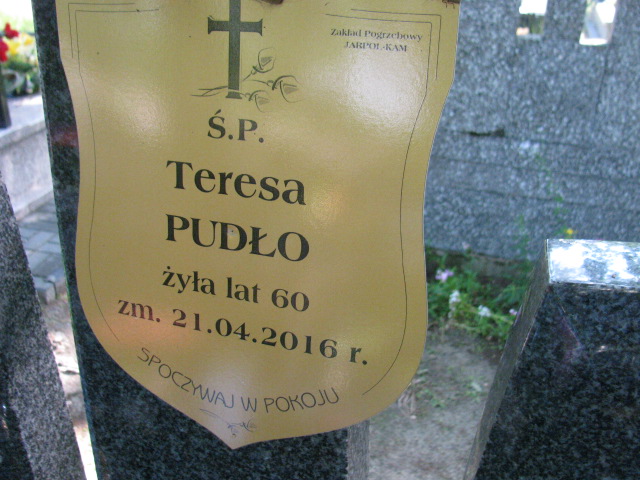 Zakład Pogrzebowy
JARPOL-KAM
Ś.P.
Teresa
PUDŁO
żyła lat 60
zm. 21.04.2016 r.
SPOCZYWAJ W POKOJU